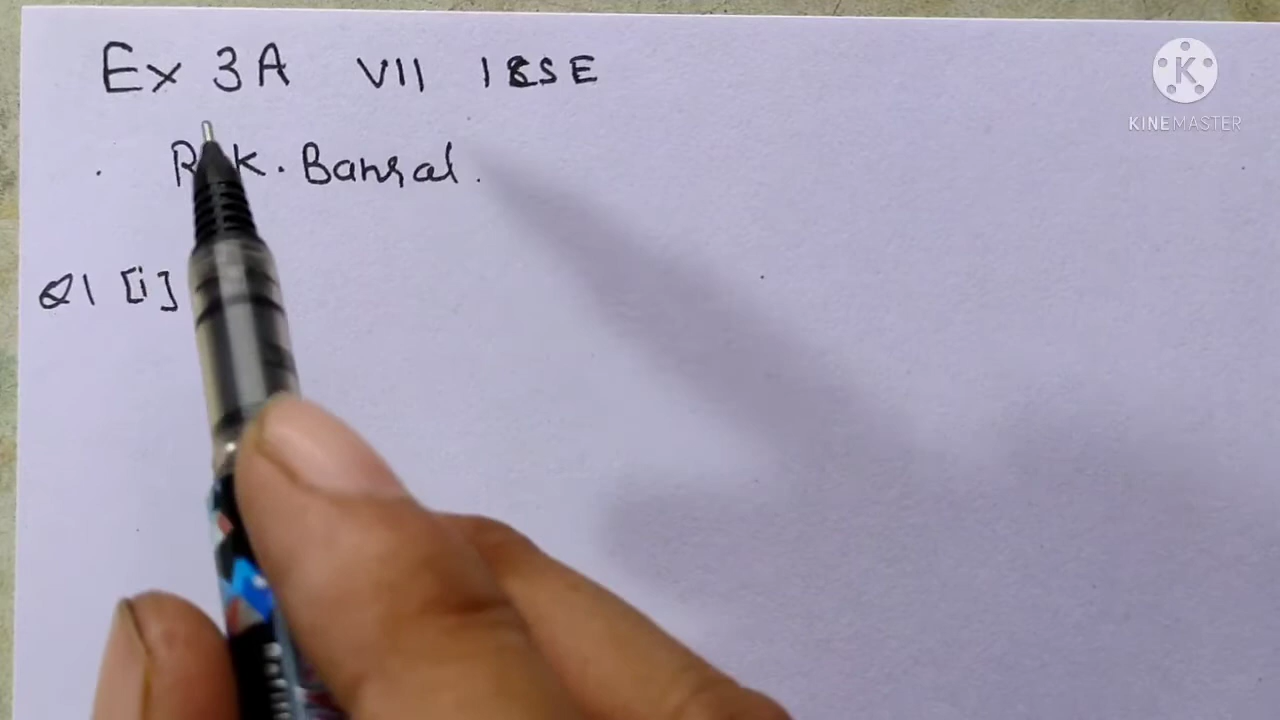 Ex 3A VII ICSE
K
KINEMASTER
R.K. Bansal.
Q1 [i]